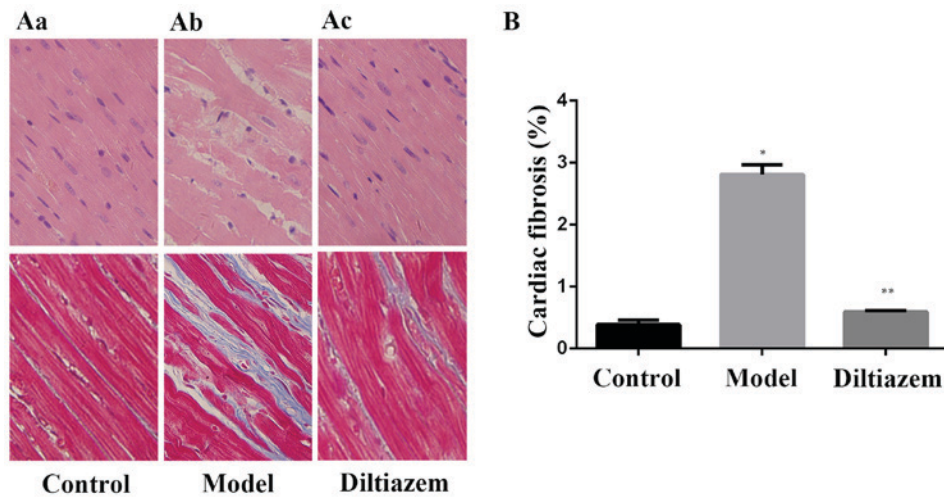 Aa
Ab
Ac
Control
Model
Diltiazem
B
Cardiac fibrosis (%)
4
3
2
1
0
*
**
Control
Model
Diltiazem